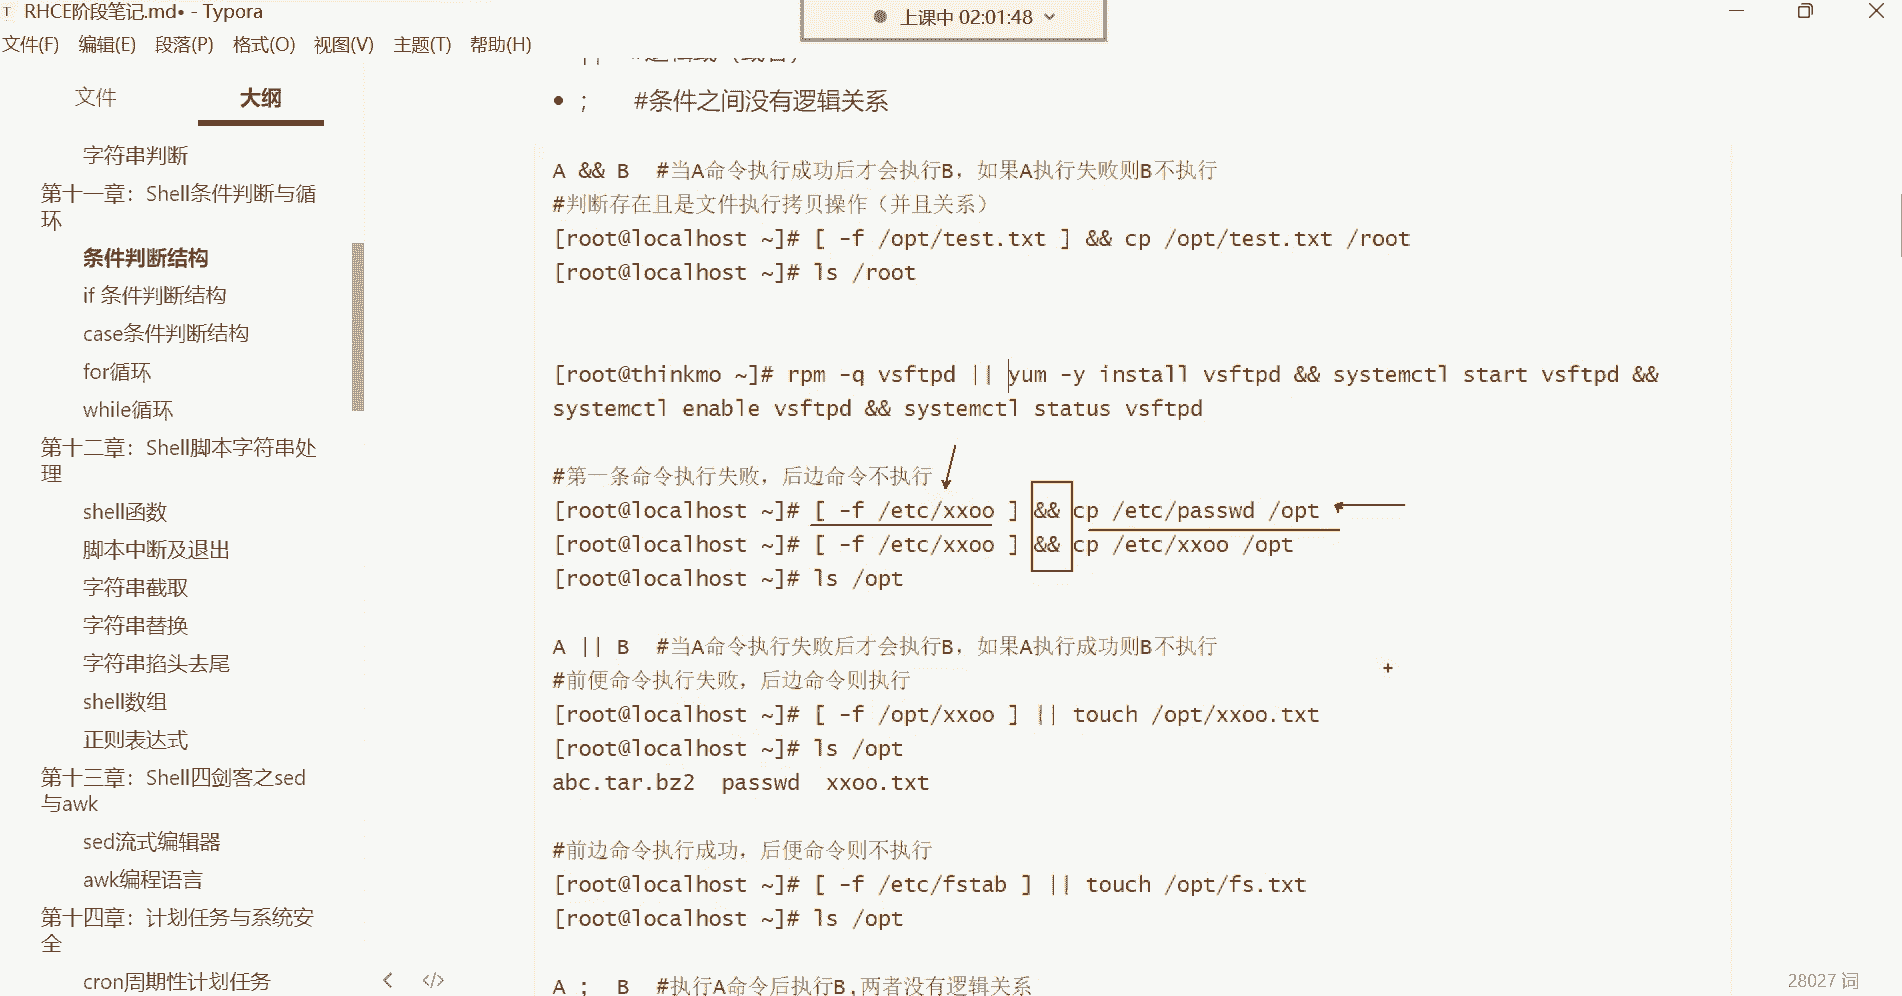 RHCE阶段笔记.md• - Typora
上课中 02:01:48
文件(F) 编辑(E) 段落(P) 格式(O) 视图(V) 主题(T) 帮助(H)
文件 大纲
字符串判断
第十一章：Shell条件判断与循
环
条件判断结构
if 条件判断结构
case条件判断结构
for循环
while循环
第十二章：Shell脚本字符串处
理
shell函数
脚本中断及退出
字符串截取
字符串替换
字符串掐头去尾
shell数组
正则表达式
第十三章：Shell四剑客之sed
与awk
sed流式编辑器
awk编程语言
第十四章：计划任务与系统安
全
cron周期性计划任务
; #条件之间没有逻辑关系
A && B #当A命令执行成功后才会执行B，如果A执行失败则B不执行
#判断存在且是文件执行拷贝操作（并且关系）
[root@localhost ~]# [ -f /opt/test.txt ] && cp /opt/test.txt /root
[root@localhost ~]# ls /root
[root@thinkmo ~]# rpm -q vsftpd || yum -y install vsftpd && systemctl start vsftpd &&
systemctl enable vsftpd && systemctl status vsftpd
#第一条命令执行失败，后边命令不执行
[root@localhost ~]# [ -f /etc/xxoo ] && cp /etc/passwd /opt
[root@localhost ~]# [ -f /etc/xxoo ] && cp /etc/xxoo /opt
[root@localhost ~]# ls /opt
A || B #当A命令执行失败后才会执行B，如果A执行成功则B不执行
#前便命令执行失败，后边命令则执行
[root@localhost ~]# [ -f /opt/xxoo ] || touch /opt/xxoo.txt
[root@localhost ~]# ls /opt
abc.tar.bz2 passwd xxoo.txt
#前边命令执行成功，后便命令则不执行
[root@localhost ~]# [ -f /etc/fstab ] || touch /opt/fs.txt
[root@localhost ~]# ls /opt
A ; B #执行A命令后执行B,两者没有逻辑关系
28027 词